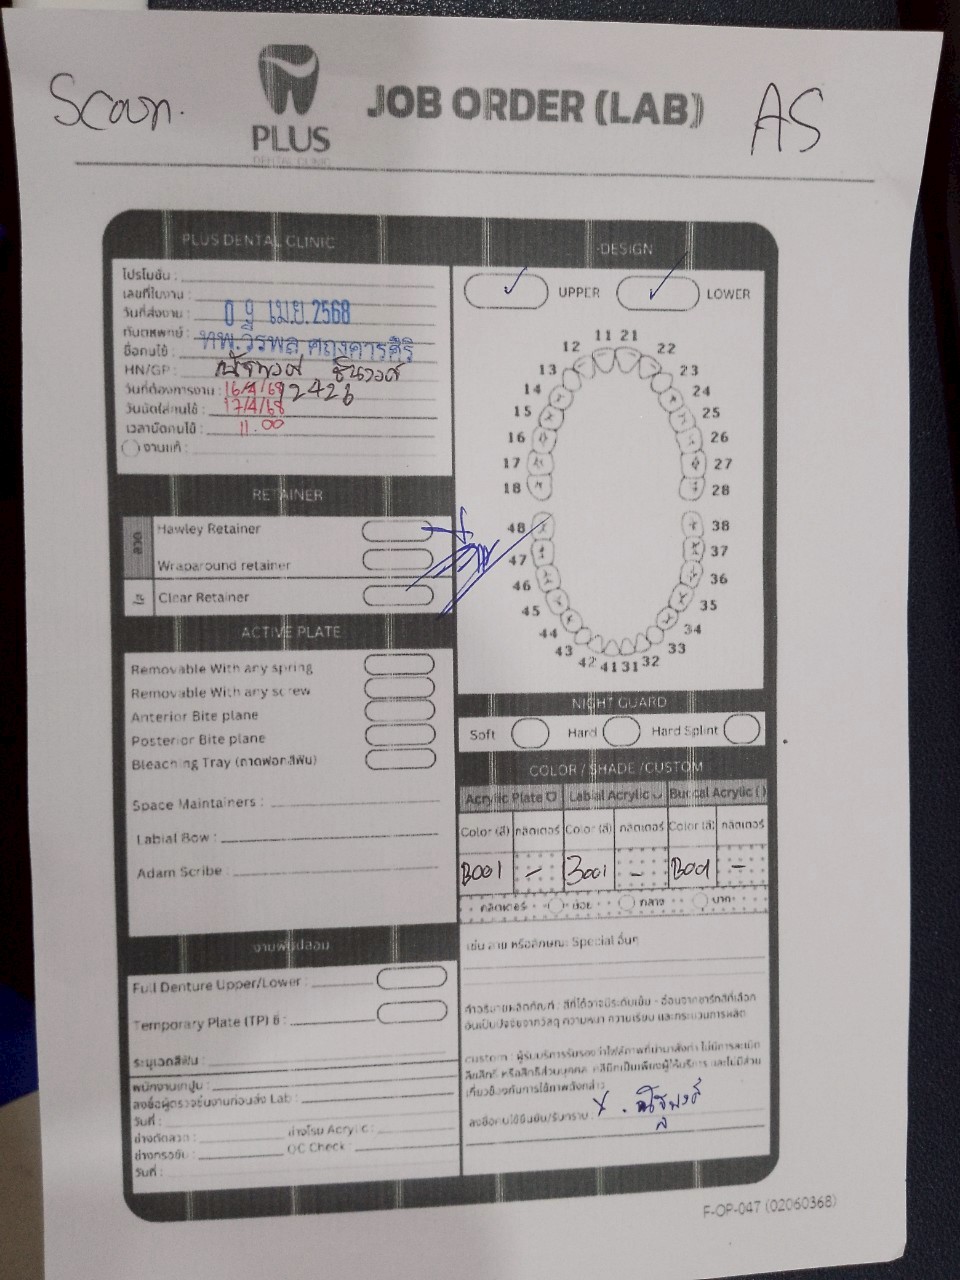 Scan.
PLUS
DENTAL CLINIC
JOB ORDER (LAB)
AS
PLUS DENTAL CLINIC
โปรโมชั่น :
เลขที่ใบงาน :
วันที่ส่งงาน : 09 เม.ย. 2568
ทันตแพทย์ : ทพ.วีรพล ศฤงคารศิริ
ชื่อคนไข้ :
HN/GP : 12426
วันที่ต้องการงาน : 16/4/68
วันนัดใส่คนไข้ : 17/4/68
เวลานัดคนไข้ : 11.00
งานแก้ :
RETAINER
ลวด
Hawley Retainer
Wraparound retainer
ใส
Clear Retainer
ACTIVE PLATE
Removable With any spring
Removable With any screw
Anterior Bite plane
Posterior Bite plane
Bleaching Tray (ถาดฟอกสีฟัน)
Space Maintainers :
Labial Bow :
Adam Scribe :
งานฟันปลอม
Full Denture Upper/Lower :
Temporary Plate (TP) ซี่ :
ระบุเฉดสีฟัน :
พนักงานเทปูน :
ลงชื่อผู้ตรวจชิ้นงานก่อนส่ง Lab :
วันที่ :
ช่างดัดลวด :
ช่างโรย Acrylic :
ช่างกรอขัด :
QC Check :
วันที่ :
DESIGN
✓ UPPER ✓ LOWER
11 21
12 22
13 23
14 24
15 25
16 26
17 27
18 28
48 38
47 37
46 36
45 35
44 34
43 33
42 41 31 32
NIGHT GUARD
Soft Hard Hard Splint
COLOR / SHADE / CUSTOM
Acrylic Plate Labial Acrylic Buccal Acrylic ( )
Color (สี) กลิตเตอร์ Color (สี) กลิตเตอร์ Color (สี) กลิตเตอร์
B001 - B001 - B001 -
กลิตเตอร์ น้อย กลาง มาก
เช่น ลาย หรือลักษณะ Special อื่นๆ
คำอธิบายผลิตภัณฑ์ : สีที่ได้อาจมีระดับเข้ม - อ่อนจากชาร์ทสีที่เลือก
อันเป็นปัจจัยจากวัสดุ ความหนา ความเรียบ และกระบวนการผลิต
custom : ผู้รับบริการรับรองว่าไฟล์ภาพที่นำมาสั่งทำ ไม่มีการละเมิด
ลิขสิทธิ์ หรือสิทธิส่วนบุคคล คลินิกเป็นเพียงผู้ให้บริการ และไม่มีส่วน
เกี่ยวข้องกับการใช้ภาพดังกล่าว
ลงชื่อคนไข้ยืนยัน/รับทราบ : X
F-OP-047 (02060368)